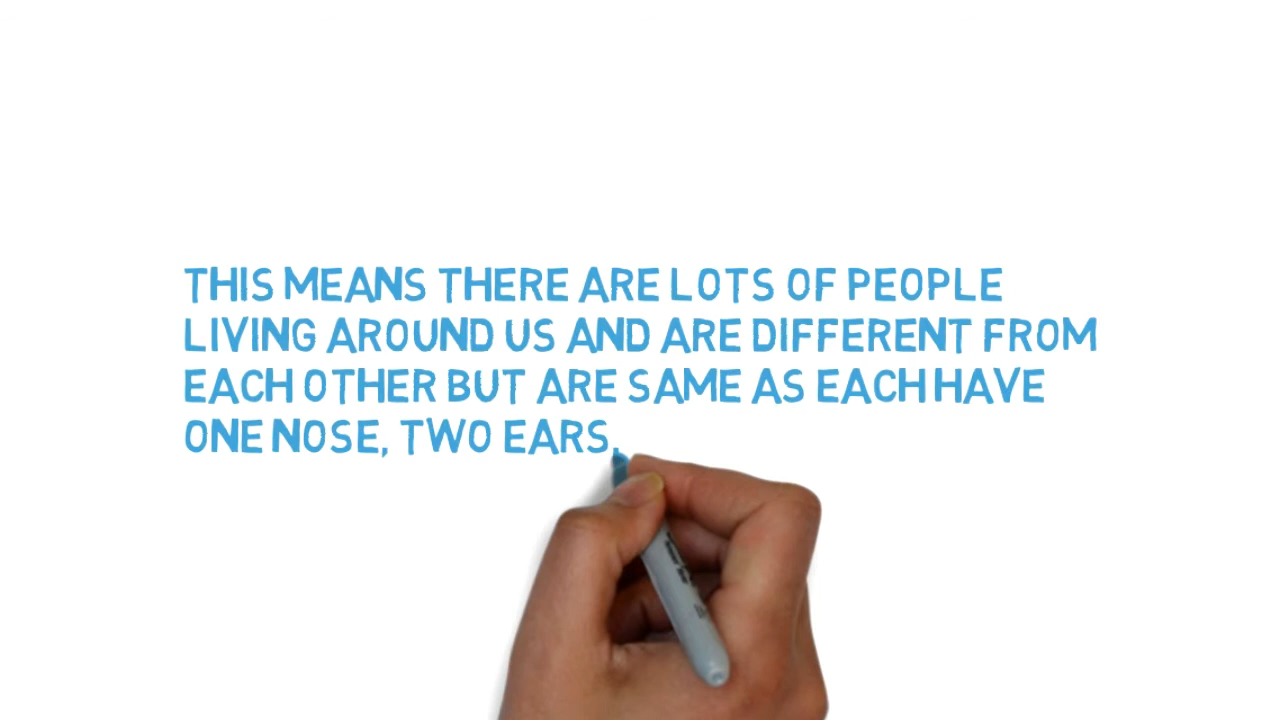 THIS MEANS THERE ARE LOTS OF PEOPLE
LIVING AROUND US AND ARE DIFFERENT FROM
EACH OTHER BUT ARE SAME AS EACH HAVE
ONE NOSE, TWO EARS,